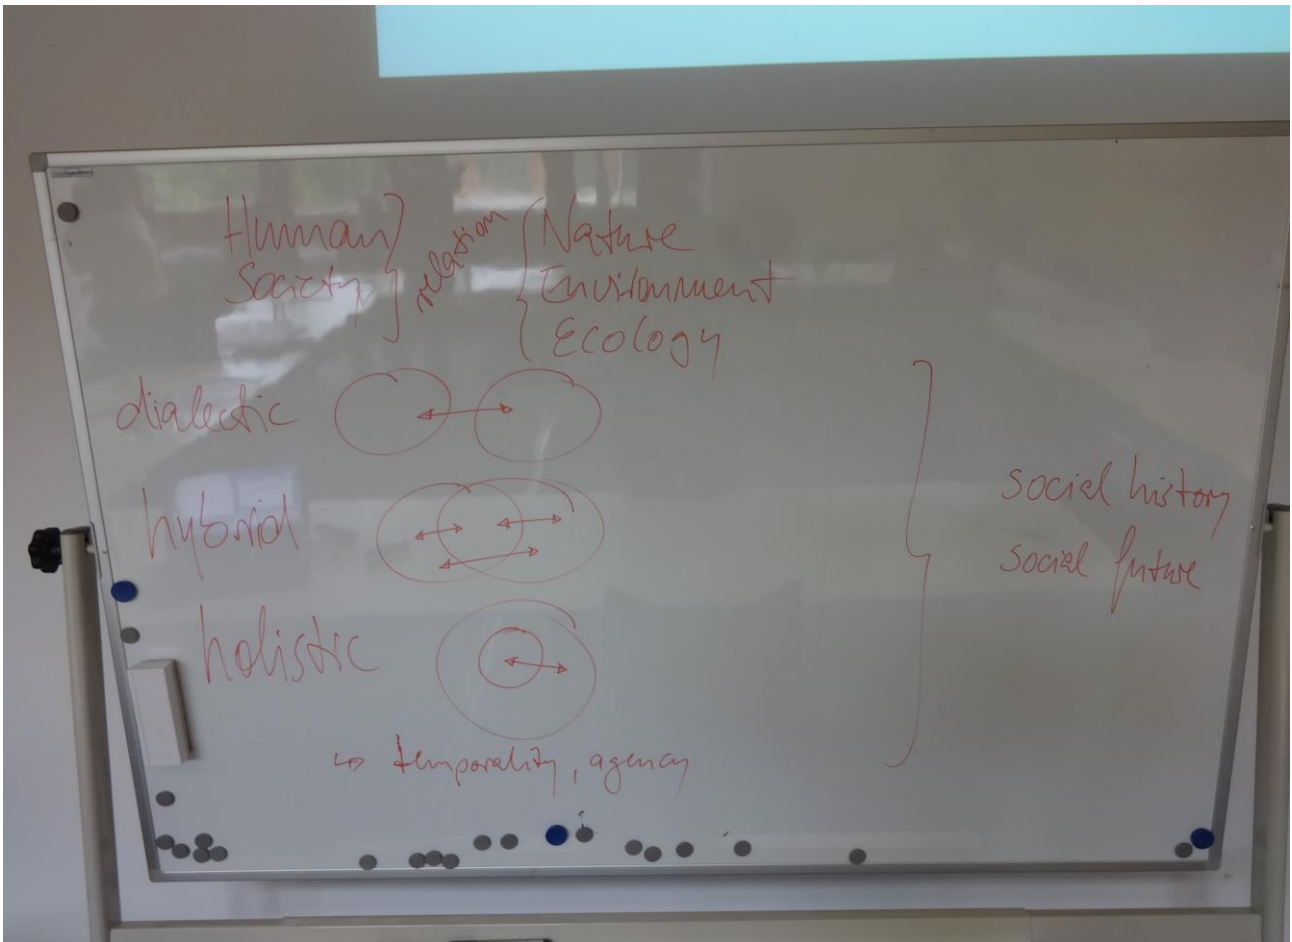 Human
Society
relation
Nature
Environment
Ecology
dialectic
hybrid
holistic
↳ temporality, agency
social history
social future